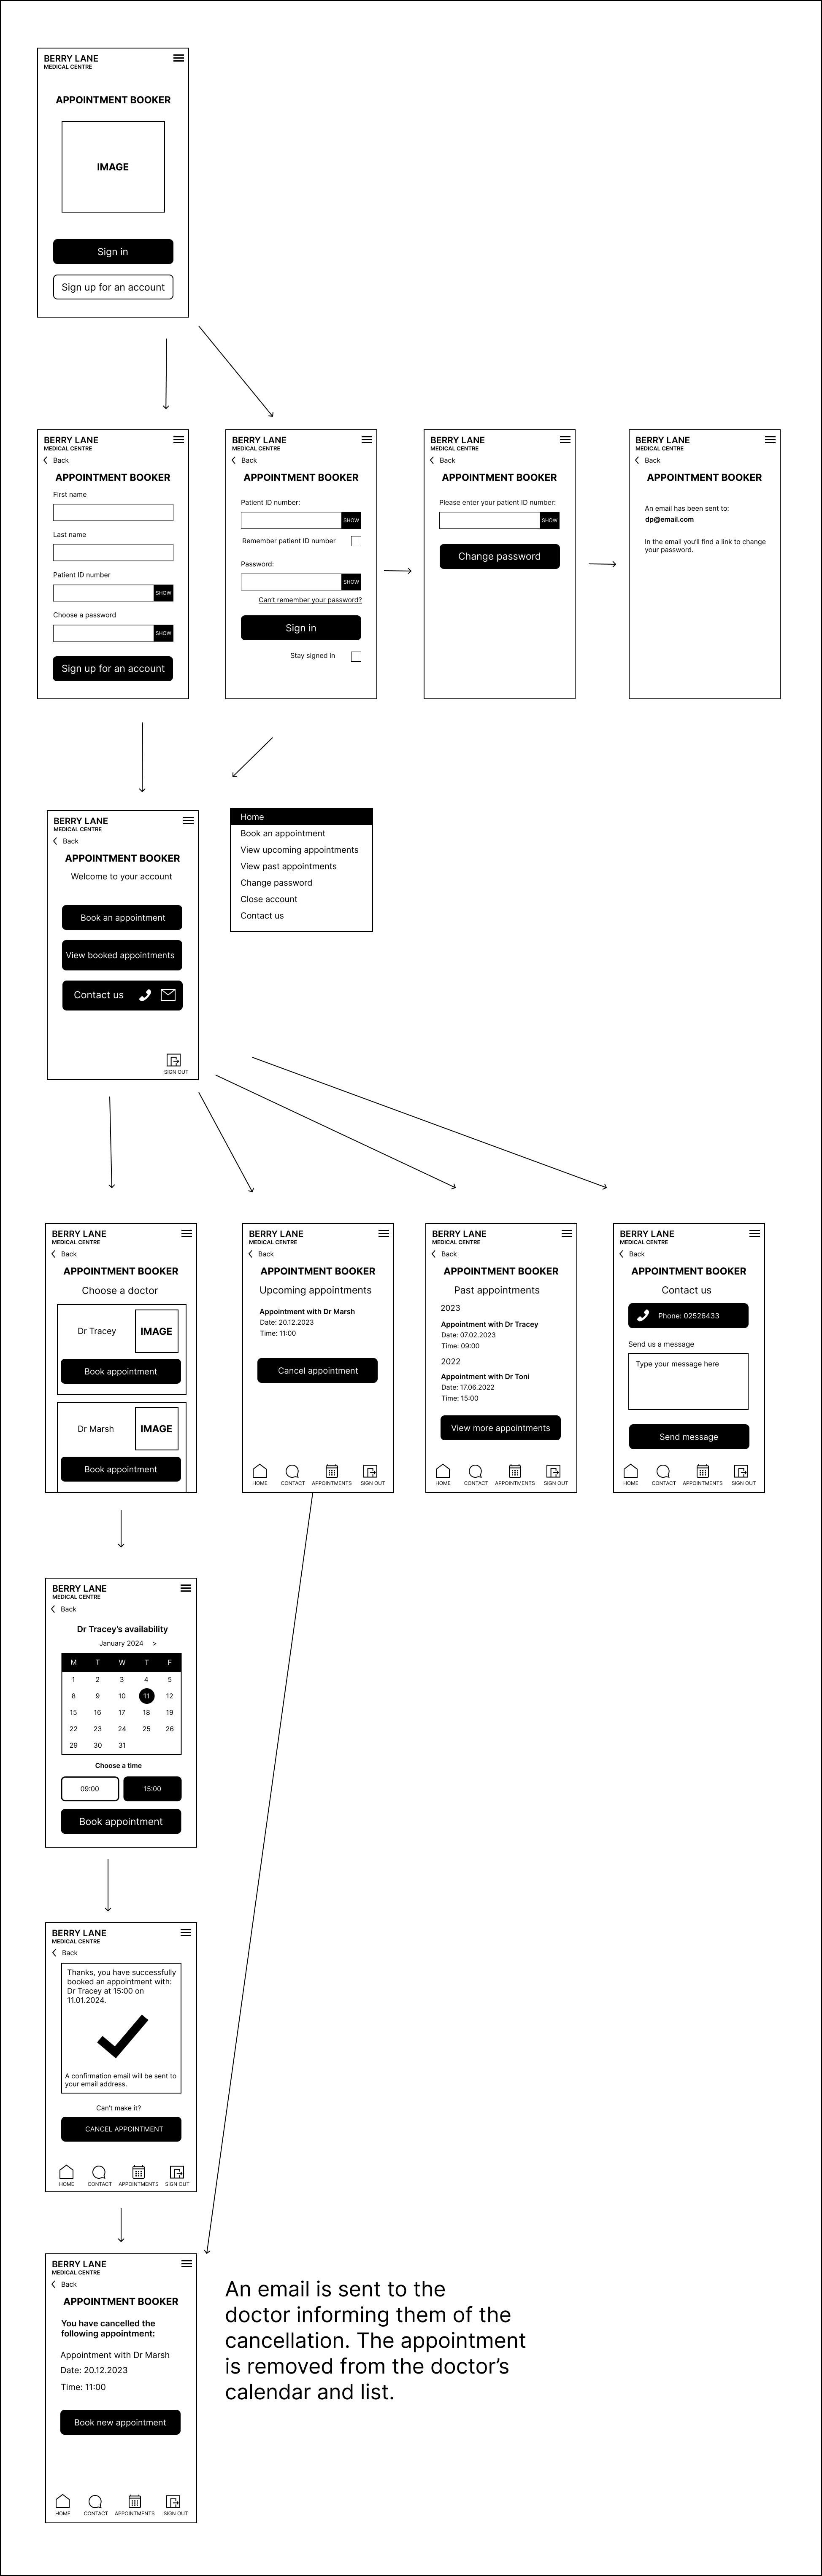 BERRY LANE
MEDICAL CENTRE
APPOINTMENT BOOKER
IMAGE
Sign in
Sign up for an account
BERRY LANE
MEDICAL CENTRE
Back
APPOINTMENT BOOKER
First name
Last name
Patient ID number
SHOW
Choose a password
SHOW
Sign up for an account
BERRY LANE
MEDICAL CENTRE
Back
APPOINTMENT BOOKER
Patient ID number:
SHOW
Remember patient ID number
Password:
SHOW
Can't remember your password?
Sign in
Stay signed in
BERRY LANE
MEDICAL CENTRE
Back
APPOINTMENT BOOKER
Please enter your patient ID number:
SHOW
Change password
BERRY LANE
MEDICAL CENTRE
Back
APPOINTMENT BOOKER
An email has been sent to:
dp@email.com
In the email you'll find a link to change
your password.
BERRY LANE
MEDICAL CENTRE
Back
APPOINTMENT BOOKER
Welcome to your account
Book an appointment
View booked appointments
Contact us
SIGN OUT
Home
Book an appointment
View upcoming appointments
View past appointments
Change password
Close account
Contact us
BERRY LANE
MEDICAL CENTRE
Back
APPOINTMENT BOOKER
Choose a doctor
Dr Tracey
IMAGE
Book appointment
Dr Marsh
IMAGE
Book appointment
BERRY LANE
MEDICAL CENTRE
Back
APPOINTMENT BOOKER
Upcoming appointments
Appointment with Dr Marsh
Date: 20.12.2023
Time: 11:00
Cancel appointment
HOME CONTACT APPOINTMENTS SIGN OUT
BERRY LANE
MEDICAL CENTRE
Back
APPOINTMENT BOOKER
Past appointments
2023
Appointment with Dr Tracey
Date: 07.02.2023
Time: 09:00
2022
Appointment with Dr Toni
Date: 17.06.2022
Time: 15:00
View more appointments
HOME CONTACT APPOINTMENTS SIGN OUT
BERRY LANE
MEDICAL CENTRE
Back
APPOINTMENT BOOKER
Contact us
Phone: 02526433
Send us a message
Type your message here
Send message
HOME CONTACT APPOINTMENTS SIGN OUT
BERRY LANE
MEDICAL CENTRE
Back
Dr Tracey's availability
January 2024 >
M T W T F
1 2 3 4 5
8 9 10 11 12
15 16 17 18 19
22 23 24 25 26
29 30 31
Choose a time
09:00 15:00
Book appointment
BERRY LANE
MEDICAL CENTRE
Back
Thanks, you have successfully
booked an appointment with:
Dr Tracey at 15:00 on
11.01.2024.
A confirmation email will be sent to
your email address.
Can't make it?
CANCEL APPOINTMENT
HOME CONTACT APPOINTMENTS SIGN OUT
BERRY LANE
MEDICAL CENTRE
Back
APPOINTMENT BOOKER
You have cancelled the
following appointment:
Appointment with Dr Marsh
Date: 20.12.2023
Time: 11:00
Book new appointment
HOME CONTACT APPOINTMENTS SIGN OUT
An email is sent to the
doctor informing them of the
cancellation. The appointment
is removed from the doctor's
calendar and list.